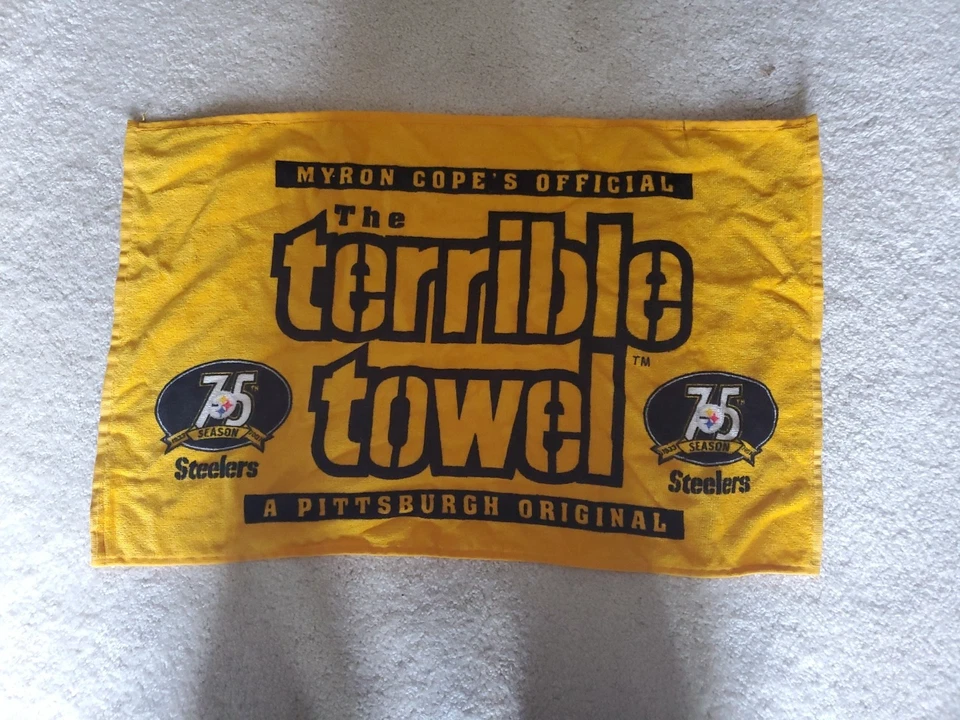 MYRON COPE'S OFFICIAL
The
terrible
towel
TM
75
SEASON
Steelers
75
SEASON
Steelers
A PITTSBURGH ORIGINAL